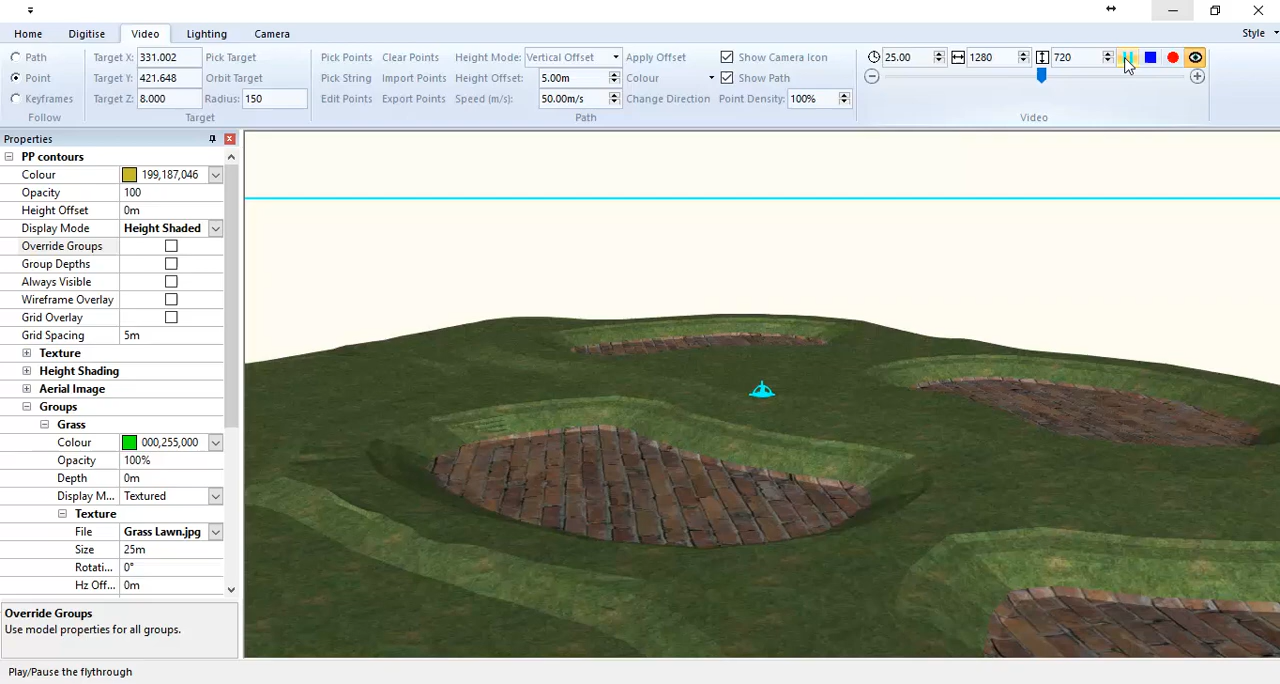 Home Digitise Video Lighting Camera Style
Path Target X: 331.002 Pick Target Pick Points Clear Points Height Mode: Vertical Offset Apply Offset Show Camera Icon 25.00 1280 720
Point Target Y: 421.648 Orbit Target Pick String Import Points Height Offset: 5.00m Colour Show Path
Keyframes Target Z: 8.000 Radius: 150 Edit Points Export Points Speed (m/s): 50.00m/s Change Direction Point Density: 100%
Follow Target Path Video
Properties
PP contours
Colour 199,187,046
Opacity 100
Height Offset 0m
Display Mode Height Shaded
Override Groups
Group Depths
Always Visible
Wireframe Overlay
Grid Overlay
Grid Spacing 5m
Texture
Height Shading
Aerial Image
Groups
Grass
Colour 000,255,000
Opacity 100%
Depth 0m
Display M... Textured
Texture
File Grass Lawn.jpg
Size 25m
Rotati... 0°
Hz Off... 0m
Override Groups
Use model properties for all groups.
Play/Pause the flythrough